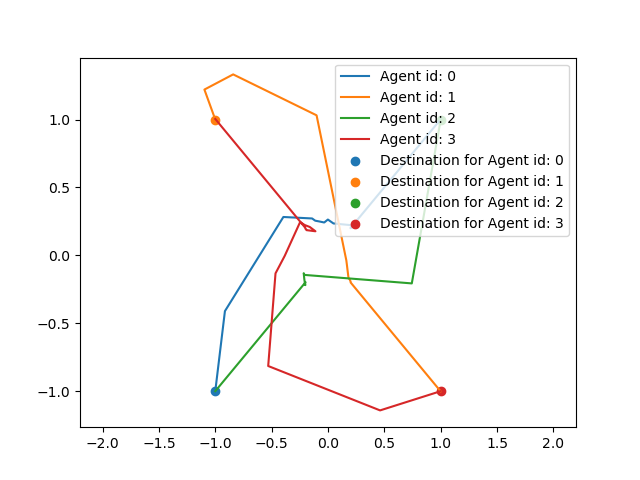 Agent id: 0
Agent id: 1
Agent id: 2
Agent id: 3
Destination for Agent id: 0
Destination for Agent id: 1
Destination for Agent id: 2
Destination for Agent id: 3
1.0
0.5
0.0
−0.5
−1.0
−2.0 −1.5 −1.0 −0.5 0.0 0.5 1.0 1.5 2.0